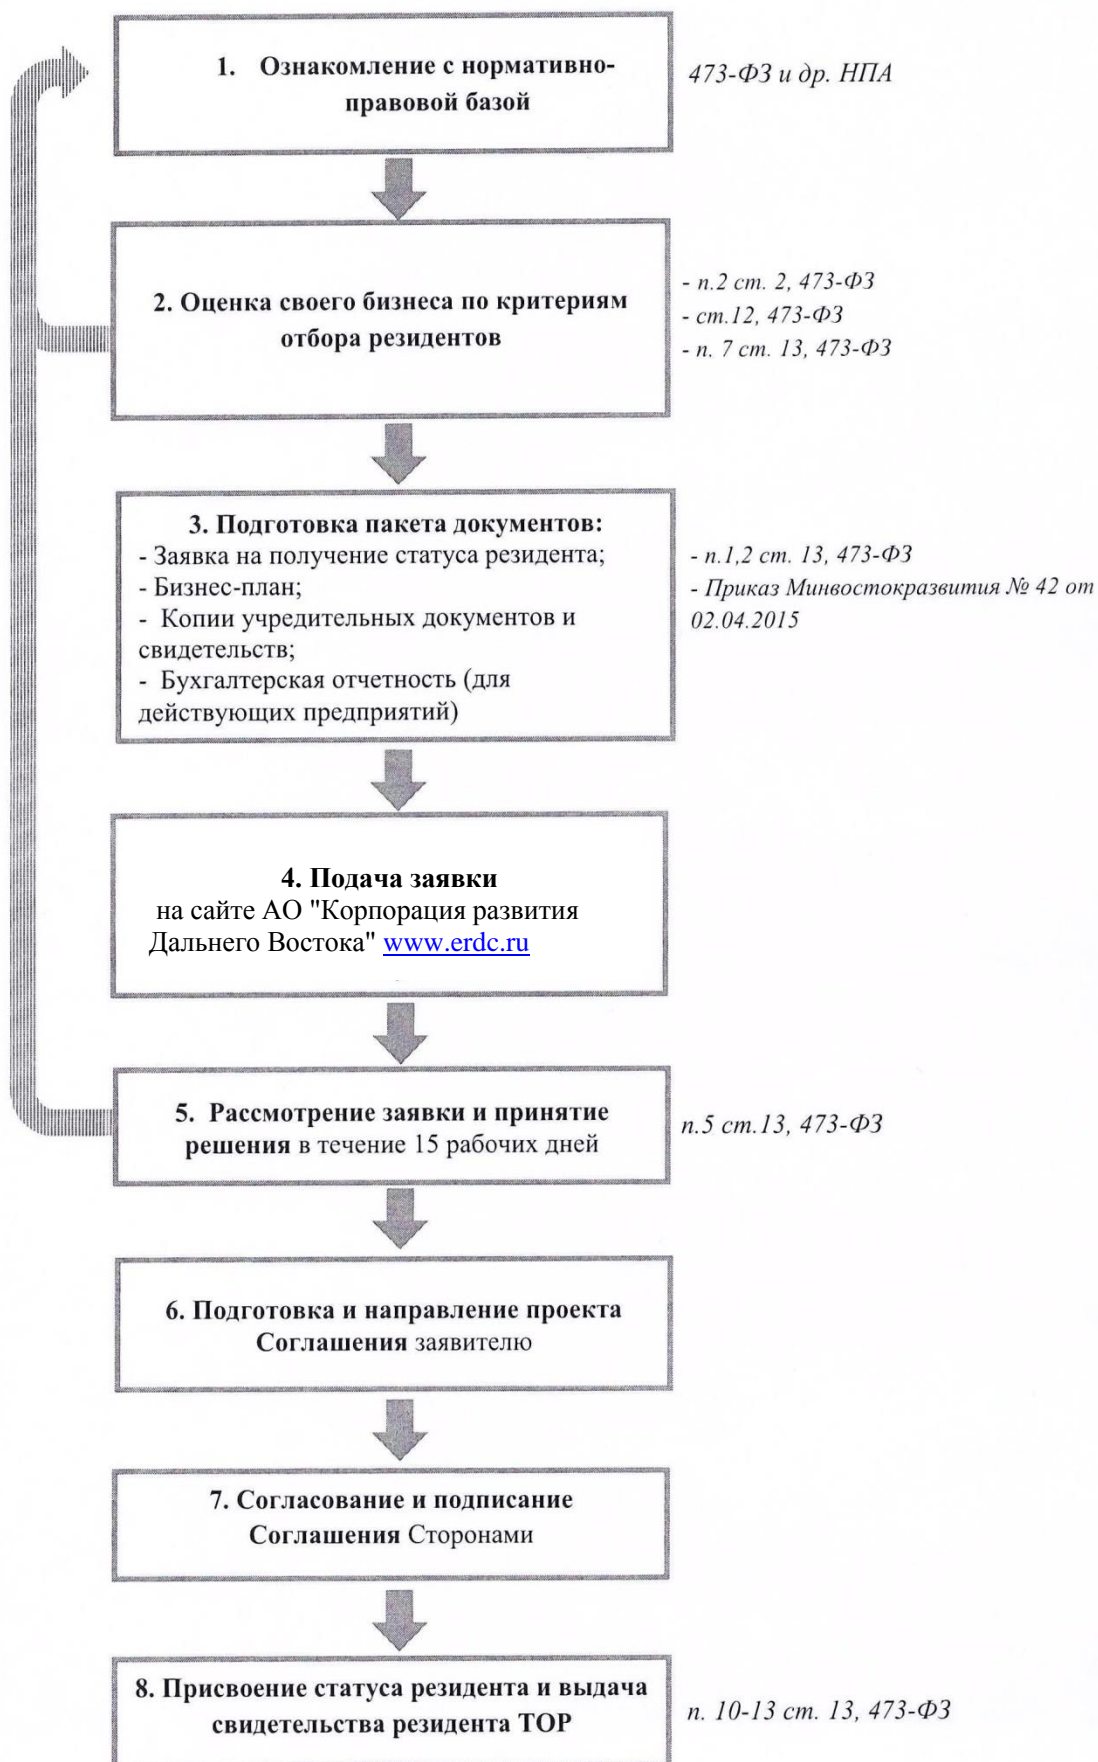 1. Ознакомление с нормативно-
правовой базой
473-ФЗ и др. НПА
2. Оценка своего бизнеса по критериям
отбора резидентов
- п.2 ст. 2, 473-ФЗ
- ст.12, 473-ФЗ
- п. 7 ст. 13, 473-ФЗ
3. Подготовка пакета документов:
- Заявка на получение статуса резидента;
- Бизнес-план;
- Копии учредительных документов и
свидетельств;
- Бухгалтерская отчетность (для
действующих предприятий)
- п.1,2 ст. 13, 473-ФЗ
- Приказ Минвостокразвития № 42 от
02.04.2015
4. Подача заявки
на сайте АО "Корпорация развития
Дальнего Востока" www.erdc.ru
5. Рассмотрение заявки и принятие
решения в течение 15 рабочих дней
п.5 ст.13, 473-ФЗ
6. Подготовка и направление проекта
Соглашения заявителю
7. Согласование и подписание
Соглашения Сторонами
8. Присвоение статуса резидента и выдача
свидетельства резидента ТОР
п. 10-13 ст. 13, 473-ФЗ